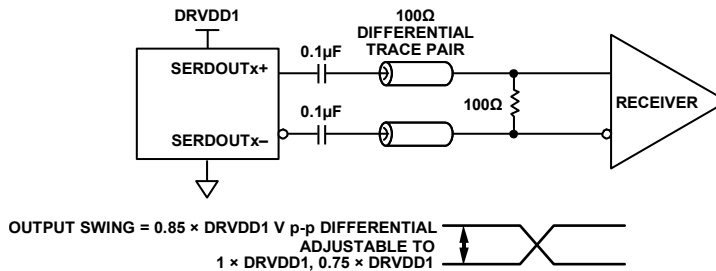 DRVDD1
100Ω
DIFFERENTIAL
TRACE PAIR
0.1µF
SERDOUTx+
100Ω
RECEIVER
0.1µF
SERDOUTx–
OUTPUT SWING = 0.85 × DRVDD1 V p-p DIFFERENTIAL
ADJUSTABLE TO
1 × DRVDD1, 0.75 × DRVDD1